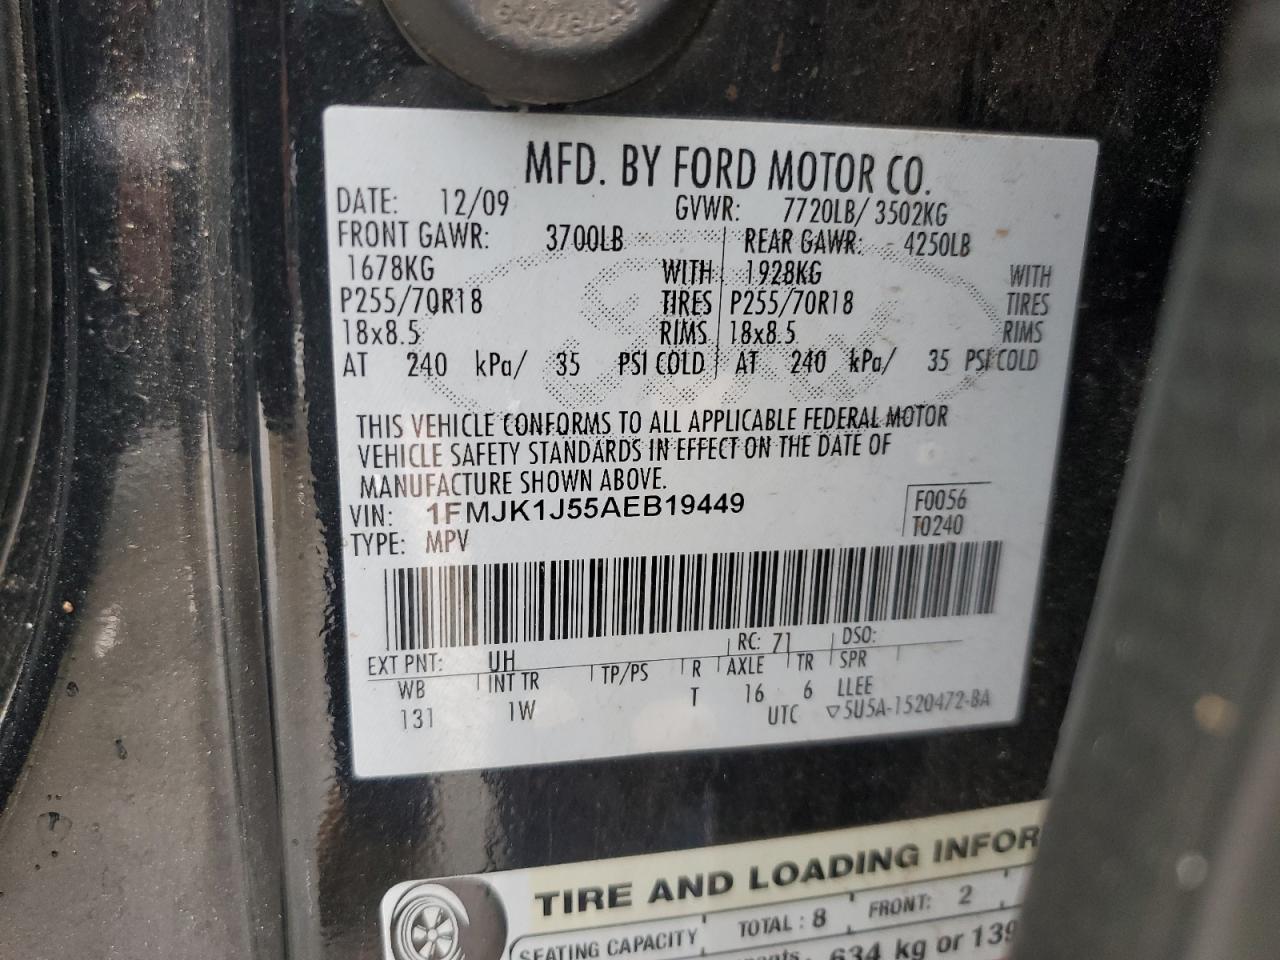 MFD. BY FORD MOTOR CO.
DATE: 12/09 GVWR: 7720LB/ 3502KG
FRONT GAWR: 3700LB REAR GAWR: 4250LB
1678KG WITH 1928KG WITH
P255/70R18 TIRES P255/70R18 TIRES
18x8.5 RIMS 18x8.5 RIMS
AT 240 kPa/ 35 PSI COLD AT 240 kPa/ 35 PSI COLD
THIS VEHICLE CONFORMS TO ALL APPLICABLE FEDERAL MOTOR
VEHICLE SAFETY STANDARDS IN EFFECT ON THE DATE OF
MANUFACTURE SHOWN ABOVE.
VIN: 1FMJK1J55AEB19449 F0056
TYPE: MPV T0240
EXT PNT: UH RC: 71 DSO:
WB INT TR TP/PS R AXLE TR SPR
131 1W T 16 6 LLEE
UTC ▽5U5A-1520472-BA
TIRE AND LOADING INFOR
SEATING CAPACITY TOTAL: 8 FRONT: 2
634 kg or 139